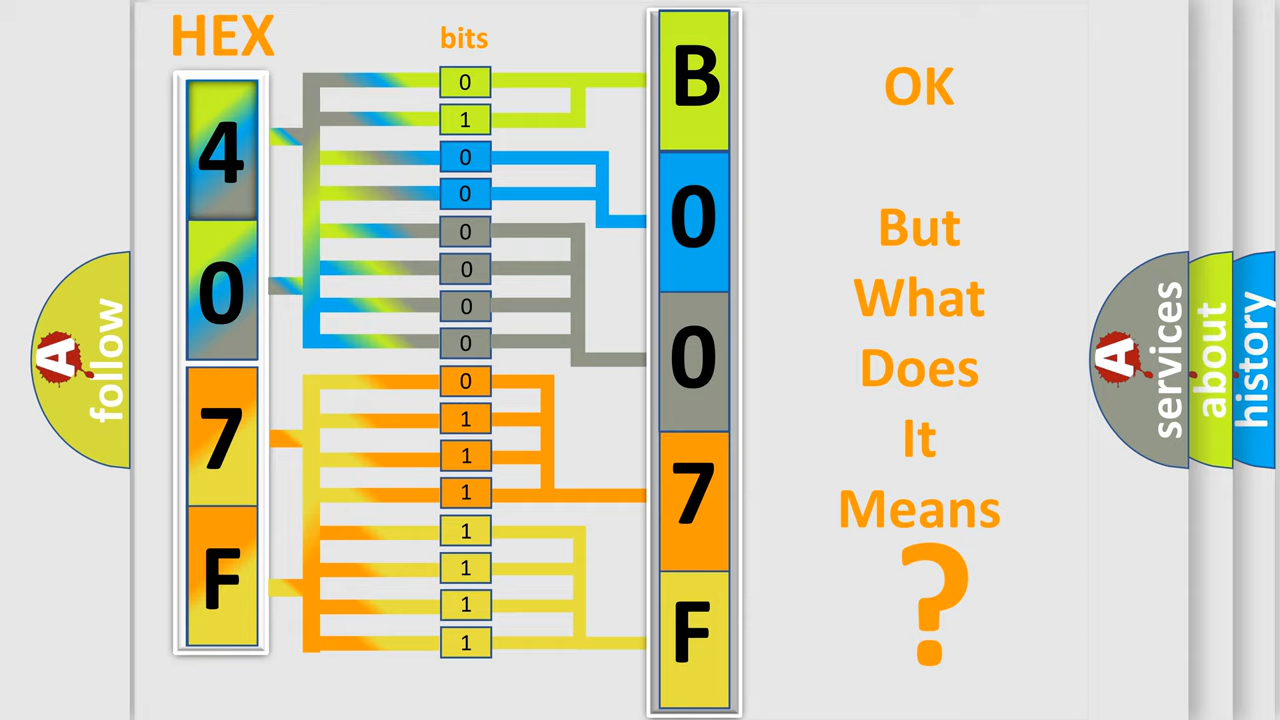 HEX
bits
4
0
7
F
0
1
0
0
0
0
0
0
0
1
1
1
1
1
1
1
B
0
0
7
F
OK
But
What
Does
It
Means
?
A
follow
A
services
about
history